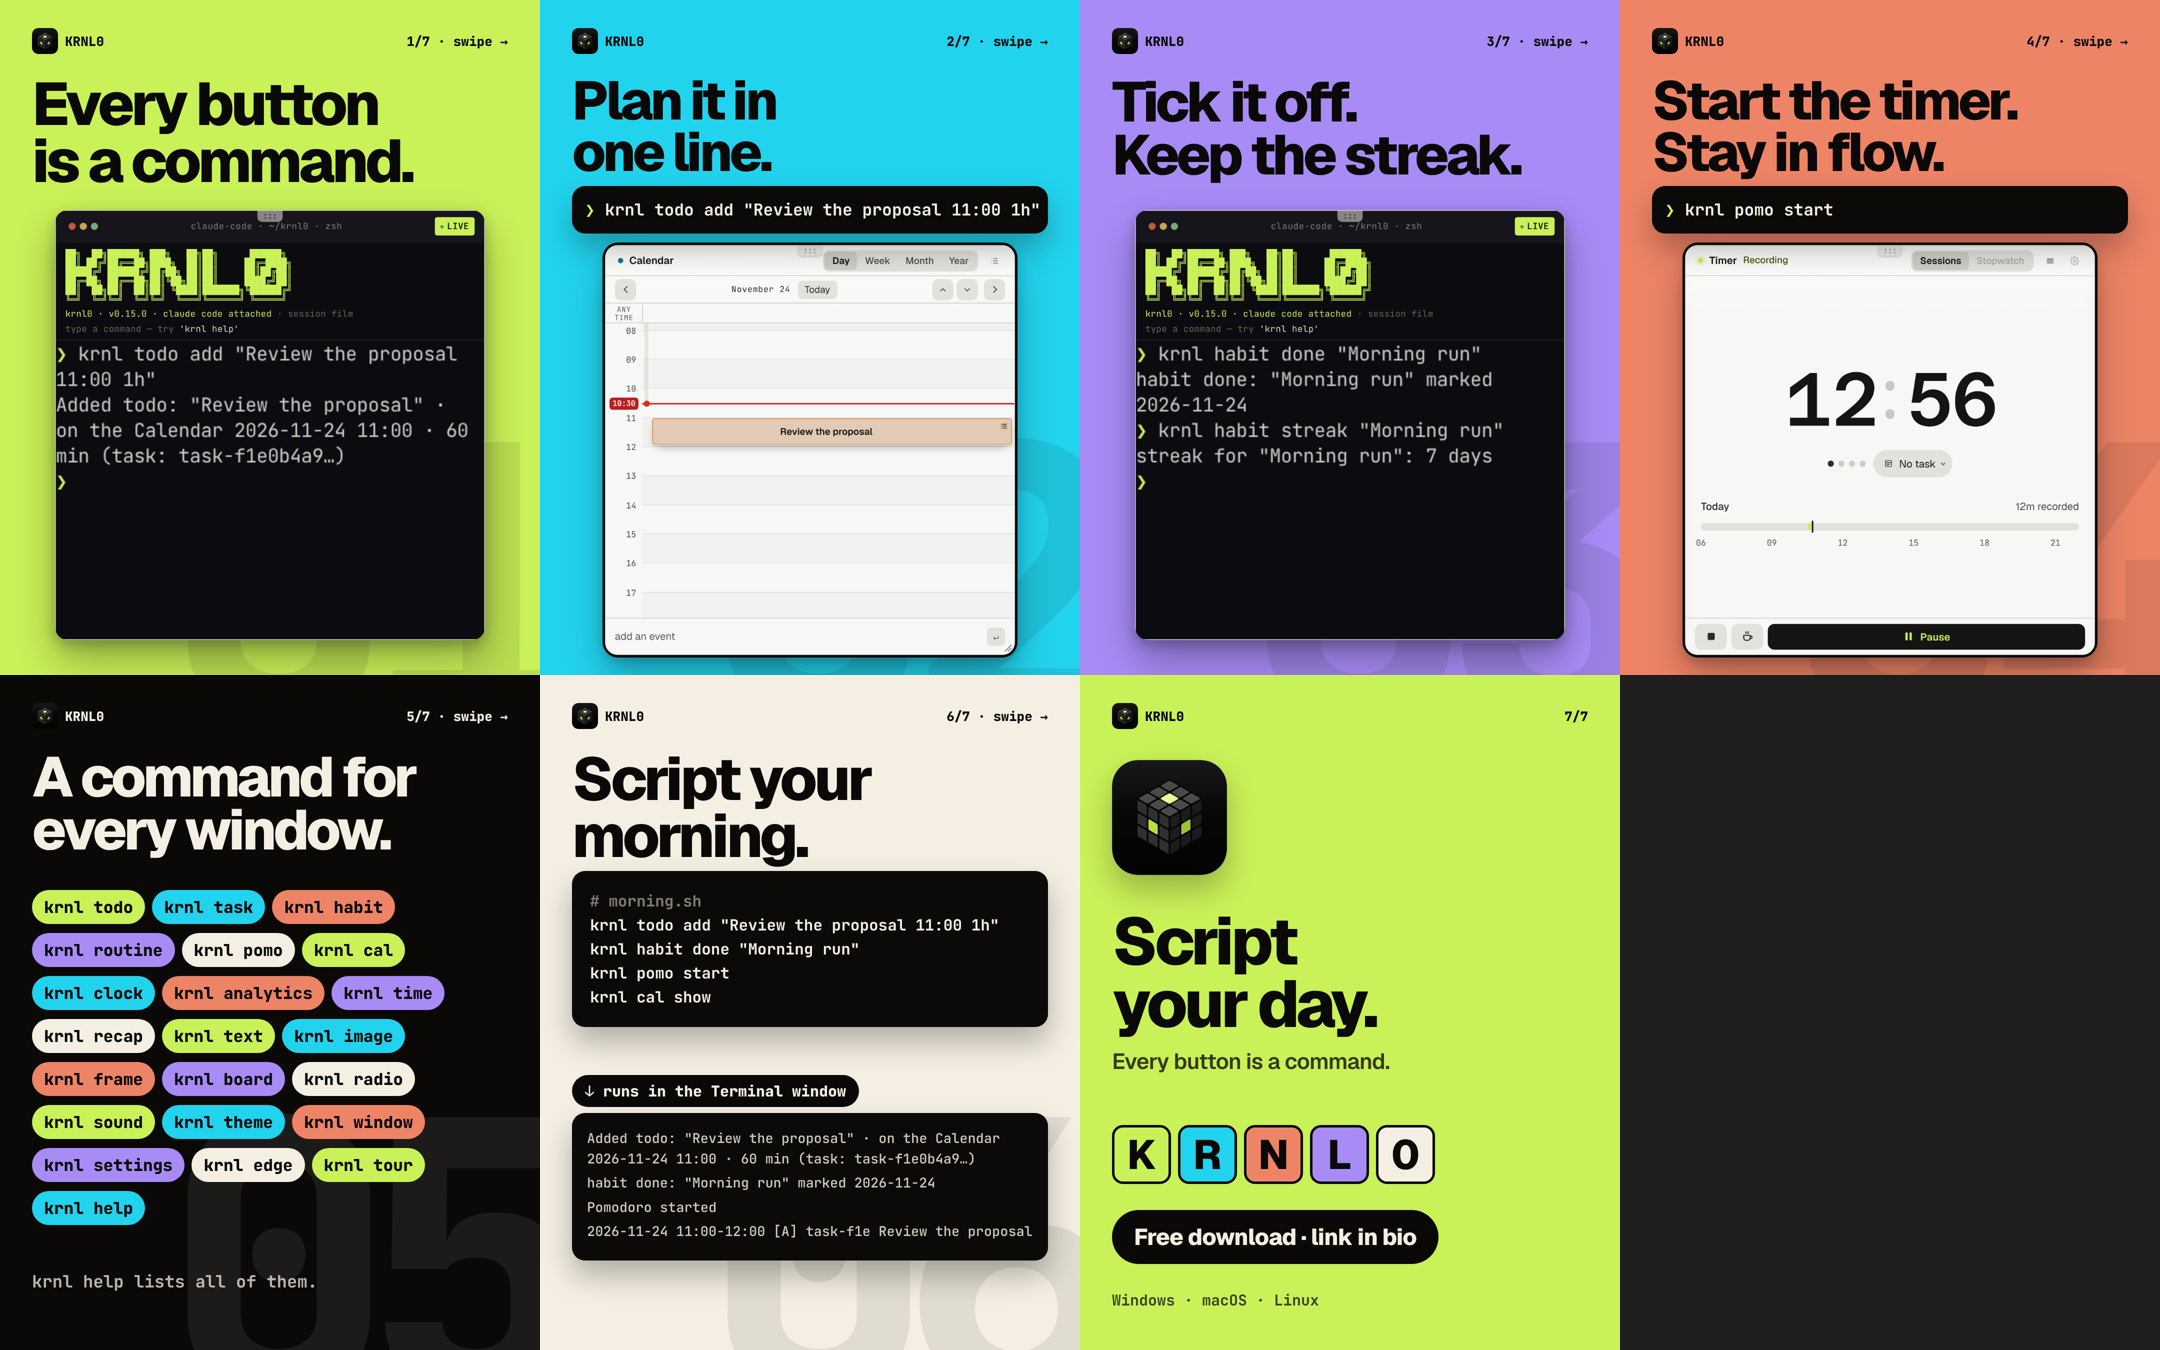 KRNL0
1/7 · swipe →
Every button
is a command.
claude-code · ~/krnl0 · zsh
LIVE
KRNL0
krnl0 · v0.15.0 · claude code attached · session film
type a command — try 'krnl help'
❯ krnl todo add "Review the proposal
11:00 1h"
Added todo: "Review the proposal" ·
on the Calendar 2026-11-24 11:00 · 60
min (task: task-f1e0b4a9…)
❯
01
KRNL0
2/7 · swipe →
Plan it in
one line.
❯ krnl todo add "Review the proposal 11:00 1h"
Calendar
Day Week Month Year
November 24 Today
ANY
TIME
08
09
10
10:30
11
Review the proposal
12
13
14
15
16
17
add an event
02
KRNL0
3/7 · swipe →
Tick it off.
Keep the streak.
claude-code · ~/krnl0 · zsh
LIVE
KRNL0
krnl0 · v0.15.0 · claude code attached · session film
type a command — try 'krnl help'
❯ krnl habit done "Morning run"
habit done: "Morning run" marked
2026-11-24
❯ krnl habit streak "Morning run"
streak for "Morning run": 7 days
❯
03
KRNL0
4/7 · swipe →
Start the timer.
Stay in flow.
❯ krnl pomo start
Timer Recording
Sessions Stopwatch
12:56
No task
Today
12m recorded
06 09 12 15 18 21
Pause
04
KRNL0
5/7 · swipe →
A command for
every window.
krnl todo krnl task krnl habit
krnl routine krnl pomo krnl cal
krnl clock krnl analytics krnl time
krnl recap krnl text krnl image
krnl frame krnl board krnl radio
krnl sound krnl theme krnl window
krnl settings krnl edge krnl tour
krnl help
krnl help lists all of them.
05
KRNL0
6/7 · swipe →
Script your
morning.
# morning.sh
krnl todo add "Review the proposal 11:00 1h"
krnl habit done "Morning run"
krnl pomo start
krnl cal show
↓ runs in the Terminal window
Added todo: "Review the proposal" · on the Calendar
2026-11-24 11:00 · 60 min (task: task-f1e0b4a9…)
habit done: "Morning run" marked 2026-11-24
Pomodoro started
2026-11-24 11:00-12:00 [A] task-f1e Review the proposal
06
KRNL0
7/7
Script
your day.
Every button is a command.
K R N L 0
Free download · link in bio
Windows · macOS · Linux